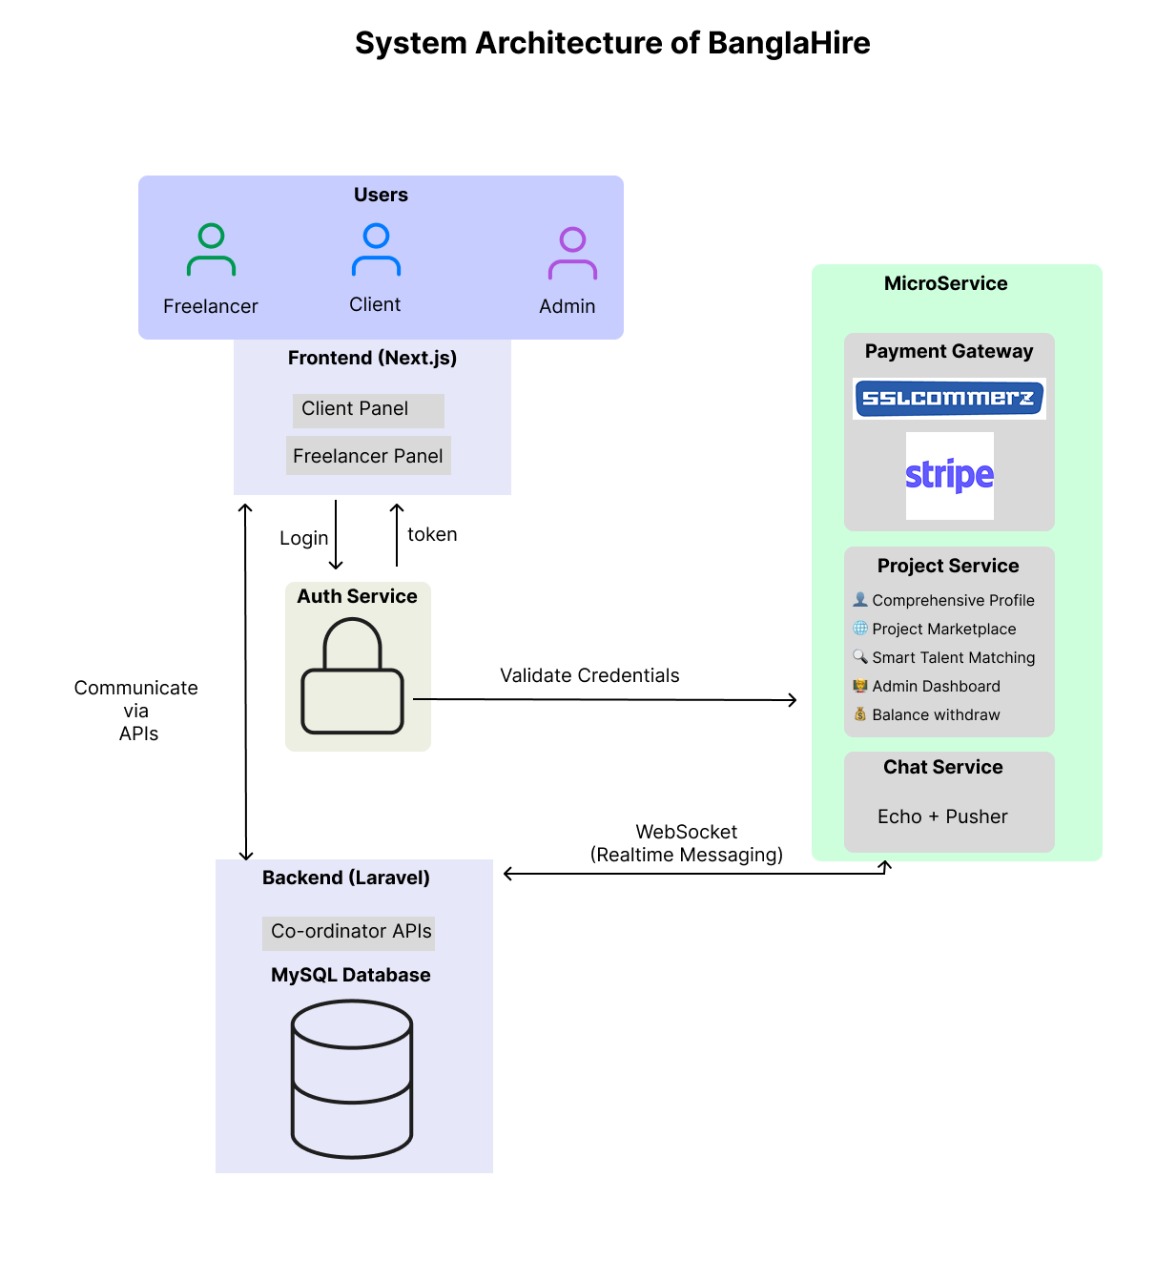 System Architecture of BanglaHire
Users
Freelancer
Client
Admin
Frontend (Next.js)
Client Panel
Freelancer Panel
Login
token
Auth Service
Validate Credentials
Communicate
via
APIs
MicroService
Payment Gateway
SSLCOMMERZ
stripe
Project Service
Comprehensive Profile
Project Marketplace
Smart Talent Matching
Admin Dashboard
Balance withdraw
Chat Service
Echo + Pusher
WebSocket
(Realtime Messaging)
Backend (Laravel)
Co-ordinator APIs
MySQL Database